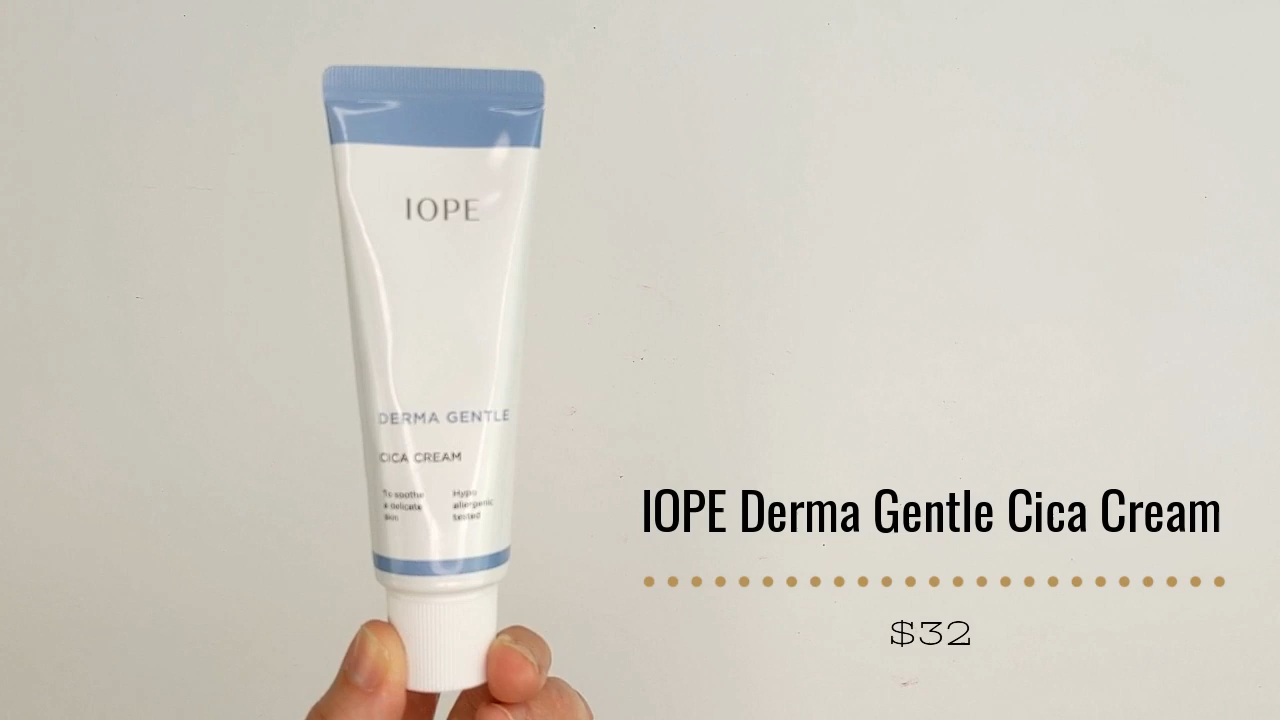 IOPE
DERMA GENTLE
CICA CREAM
To soothe
a delicate
skin
Hypo
allergenic
tested
IOPE Derma Gentle Cica Cream
$32